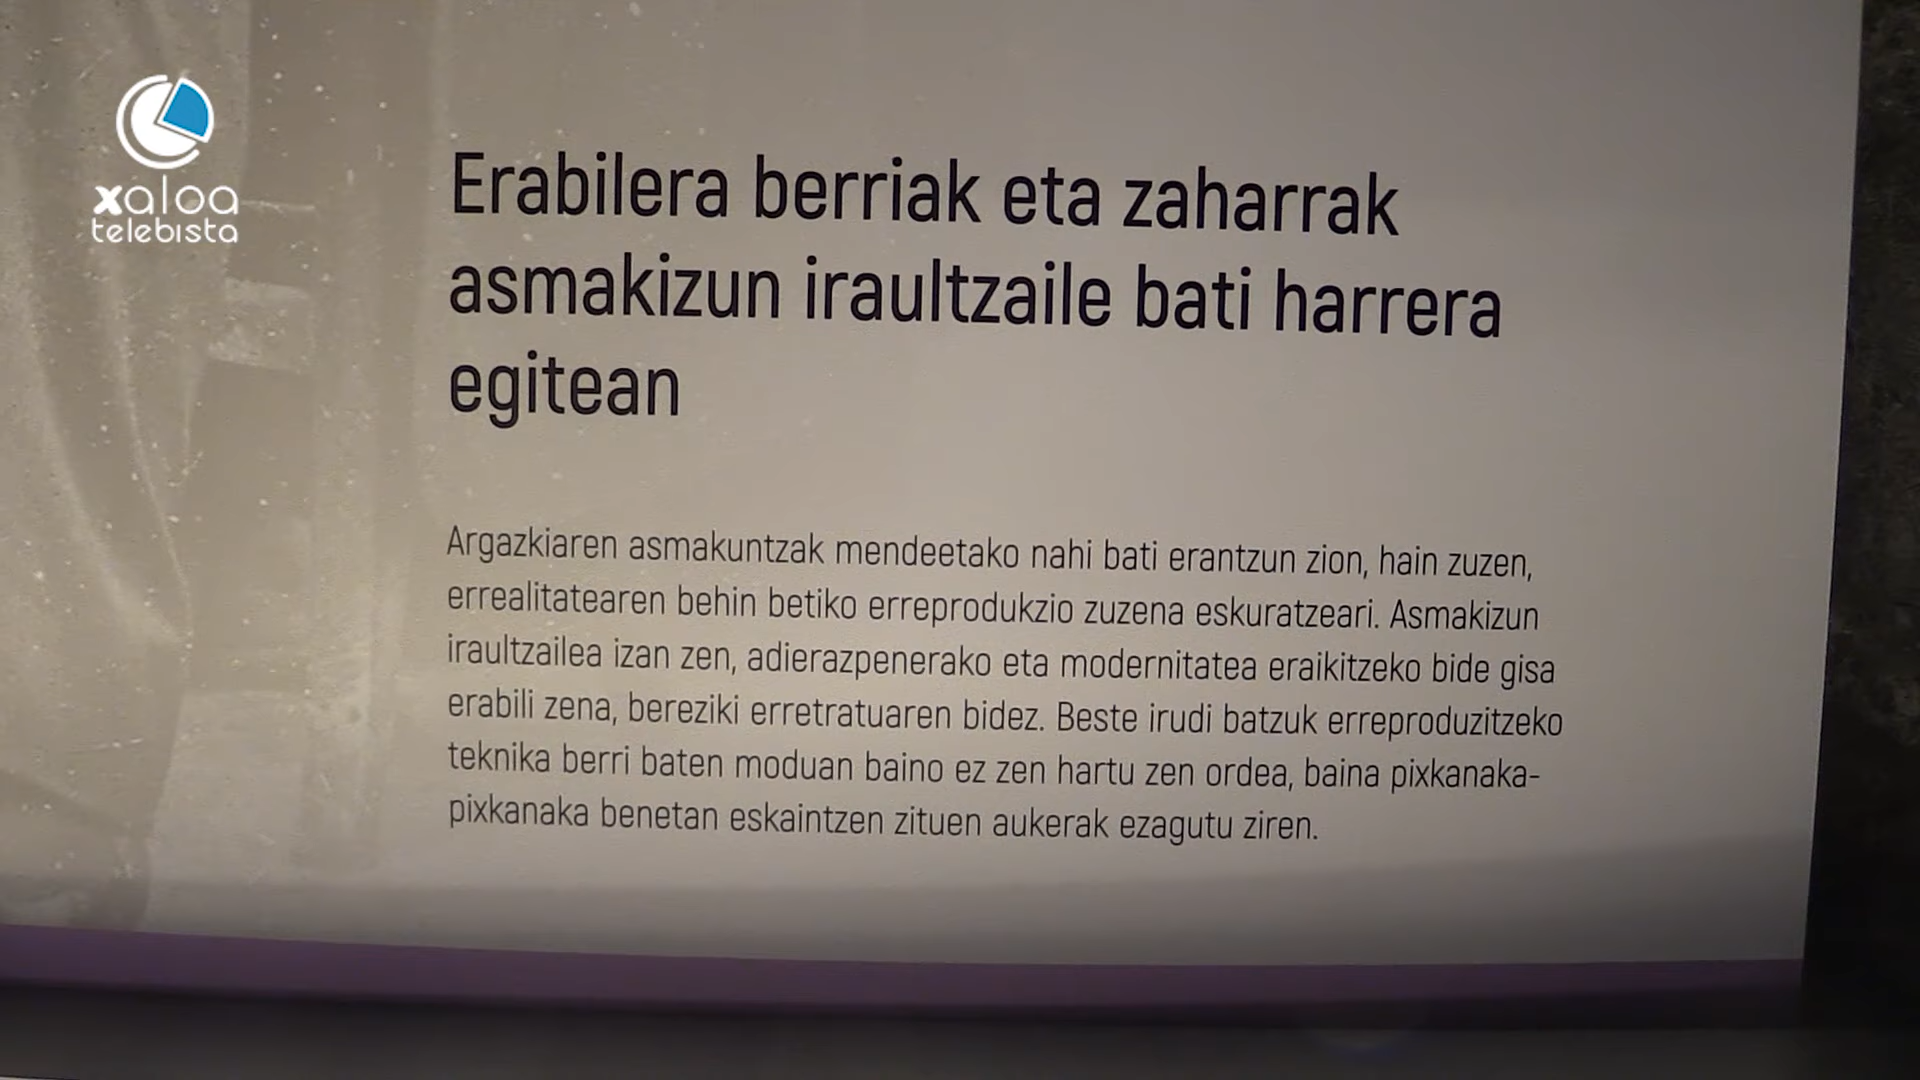 xaloa
telebista
Erabilera berriak eta zaharrak
asmakizun iraultzaile bati harrera
egitean
Argazkiaren asmakuntzak mendeetako nahi bati erantzun zion, hain zuzen,
errealitatearen behin betiko erreprodukzio zuzena eskuratzeari. Asmakizun
iraultzailea izan zen, adierazpenerako eta modernitatea eraikitzeko bide gisa
erabili zena, bereziki erretratuaren bidez. Beste irudi batzuk erreproduzitzeko
teknika berri baten moduan baino ez zen hartu zen ordea, baina pixkanaka-
pixkanaka benetan eskaintzen zituen aukerak ezagutu ziren.